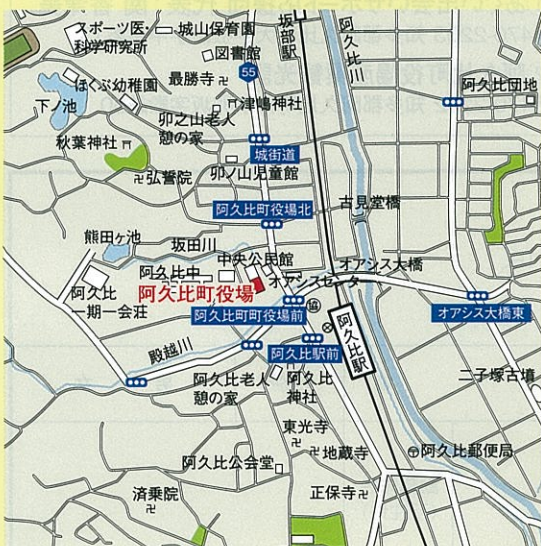 スポーツ医・
科学研究所
城山保育園
図書館
坂部駅
阿久比川
55
ほくぶ幼稚園
最勝寺
下ノ池
津嶋神社
阿久比団地
卯之山老人
憩の家
秋葉神社
城街道
弘誓院
卯ノ山児童館
阿久比町役場北
古見堂橋
熊田ヶ池
坂田川
中央公民館
オアシス大橋
阿久比中
オアシスセンター
阿久比町役場
阿久比
一期一会荘
協
阿久比町町役場前
オアシス大橋東
殿越川
阿久比駅前
阿久比駅
阿久比老人
憩の家
阿久比
神社
二子塚古墳
東光寺
地蔵寺
阿久比郵便局
阿久比公会堂
済乗院
正保寺